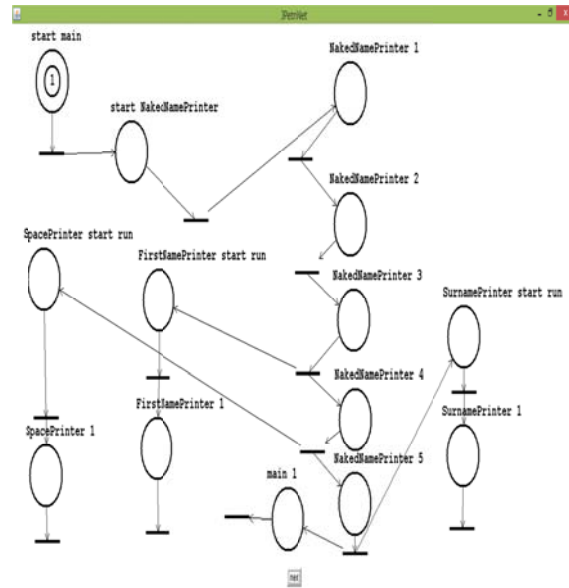 JPetriNet
start main
1
NakedNamePrinter 1
start NakedNamePrinter
NakedNamePrinter 2
SpacePrinter start run
FirstNamePrinter start run
NakedNamePrinter 3
SurnamePrinter start run
NakedNamePrinter 4
FirstNamePrinter 1
SurnamePrinter 1
SpacePrinter 1
NakedNamePrinter 5
main 1